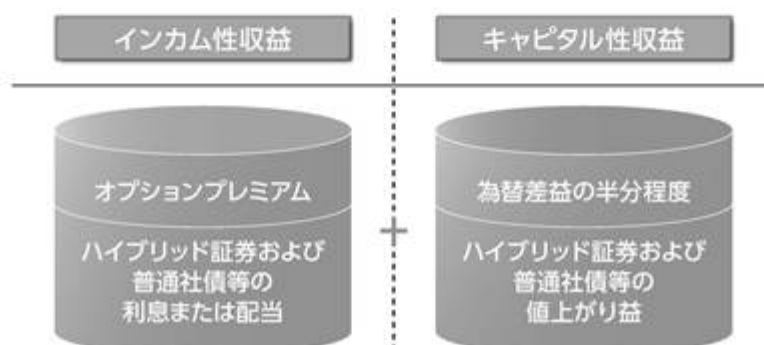 インカム性収益
キャピタル性収益
オプションプレミアム
ハイブリッド証券および
普通社債等の
利息または配当
+
為替差益の半分程度
ハイブリッド証券および
普通社債等の
値上がり益